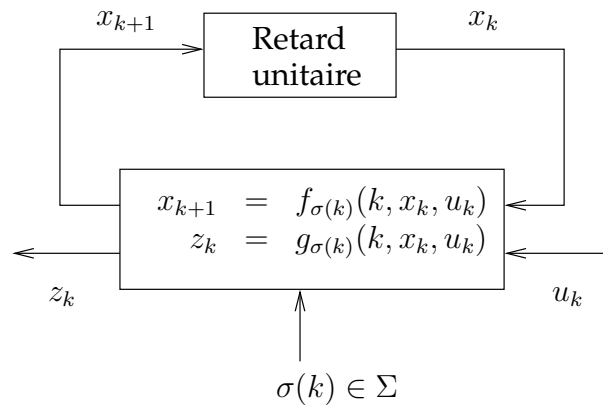 x_{k+1}
x_k
Retard
unitaire
x_{k+1} = f_{σ(k)}(k, x_k, u_k)
z_k = g_{σ(k)}(k, x_k, u_k)
z_k
u_k
σ(k) ∈ Σ